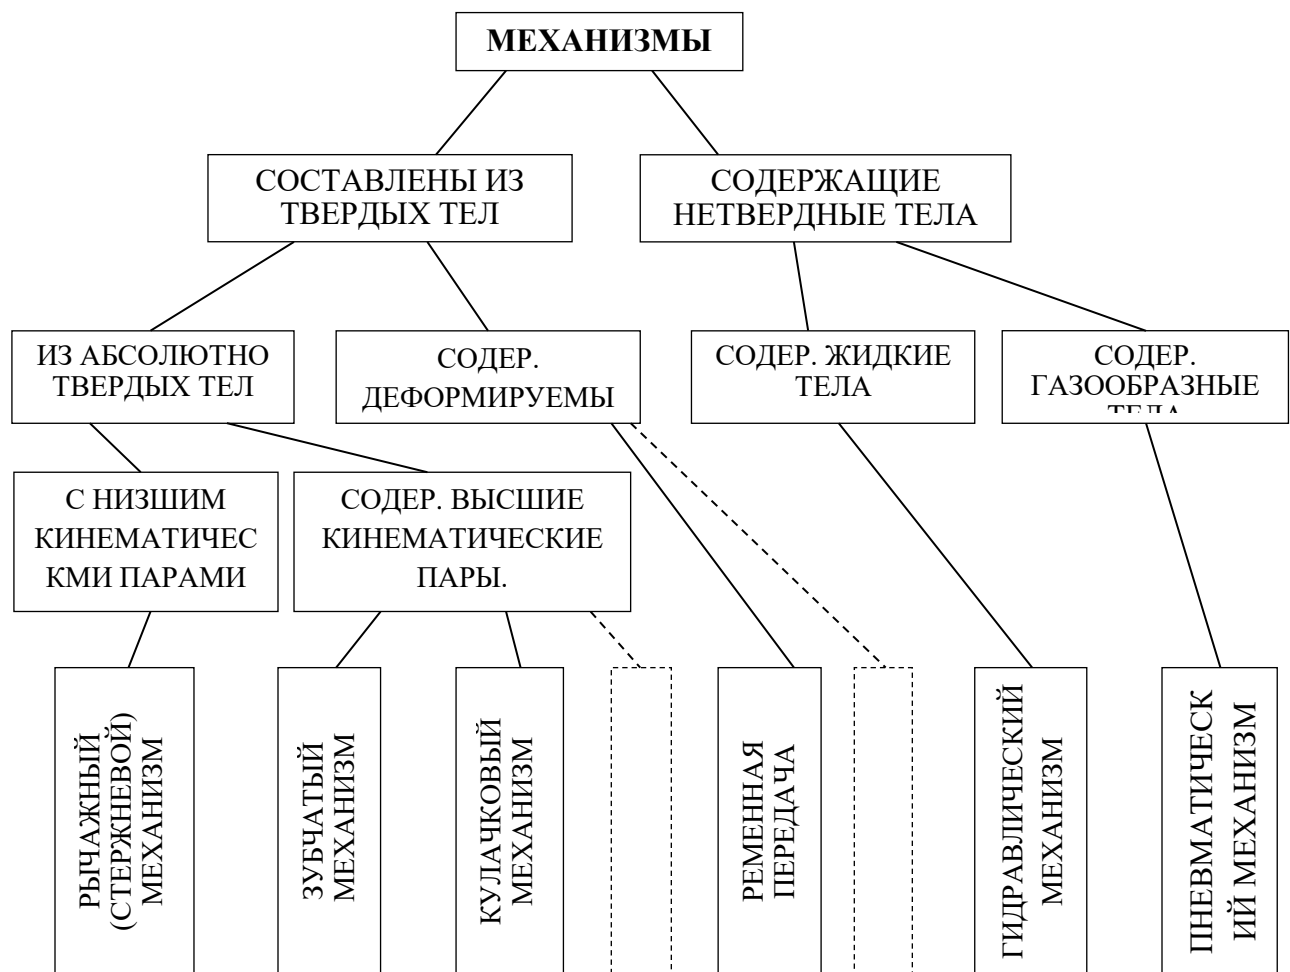 МЕХАНИЗМЫ
СОСТАВЛЕНЫ ИЗ
ТВЕРДЫХ ТЕЛ
СОДЕРЖАЩИЕ
НЕТВЕРДНЫЕ ТЕЛА
ИЗ АБСОЛЮТНО
ТВЕРДЫХ ТЕЛ
СОДЕР.
ДЕФОРМИРУЕМЫ
СОДЕР. ЖИДКИЕ
ТЕЛА
СОДЕР.
ГАЗООБРАЗНЫЕ
ТЕЛА
С НИЗШИМ
КИНЕМАТИЧЕС
КМИ ПАРАМИ
СОДЕР. ВЫСШИЕ
КИНЕМАТИЧЕСКИЕ
ПАРЫ.
РЫЧАЖНЫЙ
(СТЕРЖНЕВОЙ)
МЕХАНИЗМ
ЗУБЧАТЫЙ
МЕХАНИЗМ
КУЛАЧКОВЫЙ
МЕХАНИЗМ
РЕМЕННАЯ
ПЕРЕДАЧА
ГИДРАВЛИЧЕСКИЙ
МЕХАНИЗМ
ПНЕВМАТИЧЕСК
ИЙ МЕХАНИЗМ